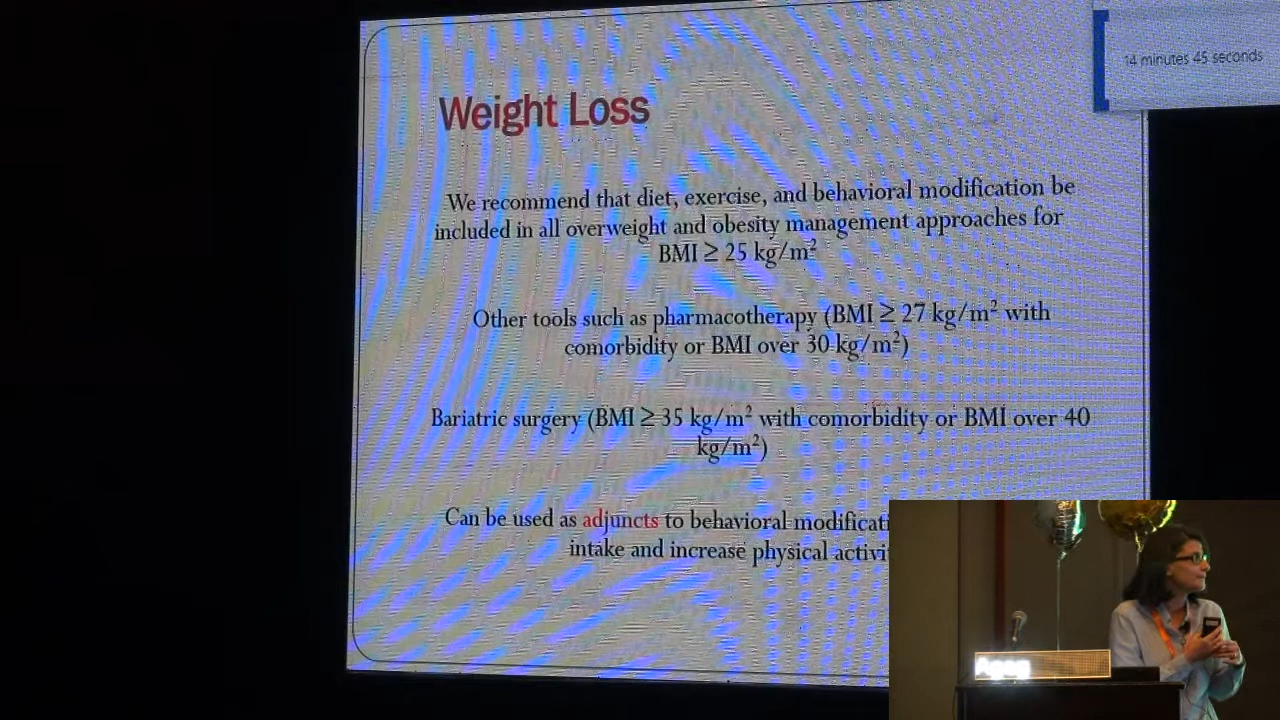 14 minutes 45 seconds
Weight Loss
We recommend that diet, exercise, and behavioral modification be
included in all overweight and obesity management approaches for
BMI ≥ 25 kg/m²
Other tools such as pharmacotherapy (BMI ≥ 27 kg/m² with
comorbidity or BMI over 30 kg/m²)
Bariatric surgery (BMI ≥ 35 kg/m² with comorbidity or BMI over 40
kg/m²)
Can be used as adjuncts to behavioral modificati
intake and increase physical activi